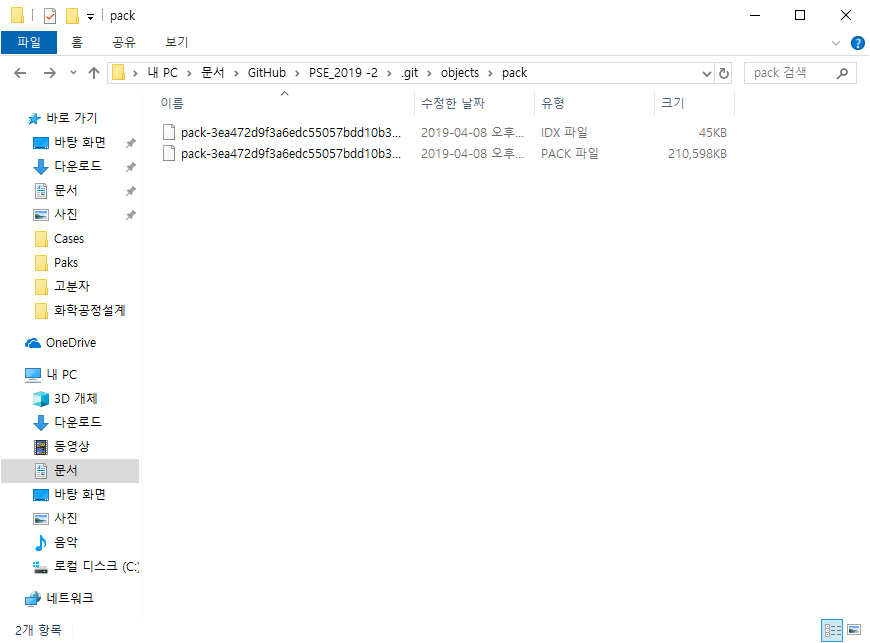 pack
파일 홈 공유 보기
내 PC › 문서 › GitHub › PSE_2019 -2 › .git › objects › pack
pack 검색
이름 수정한 날짜 유형 크기
pack-3ea472d9f3a6edc55057bdd10b3... 2019-04-08 오후... IDX 파일 45KB
pack-3ea472d9f3a6edc55057bdd10b3... 2019-04-08 오후... PACK 파일 210,598KB
바로 가기
바탕 화면
다운로드
문서
사진
Cases
Paks
고분자
화학공정설계
OneDrive
내 PC
3D 개체
다운로드
동영상
문서
바탕 화면
사진
음악
로컬 디스크 (C:)
네트워크
2개 항목